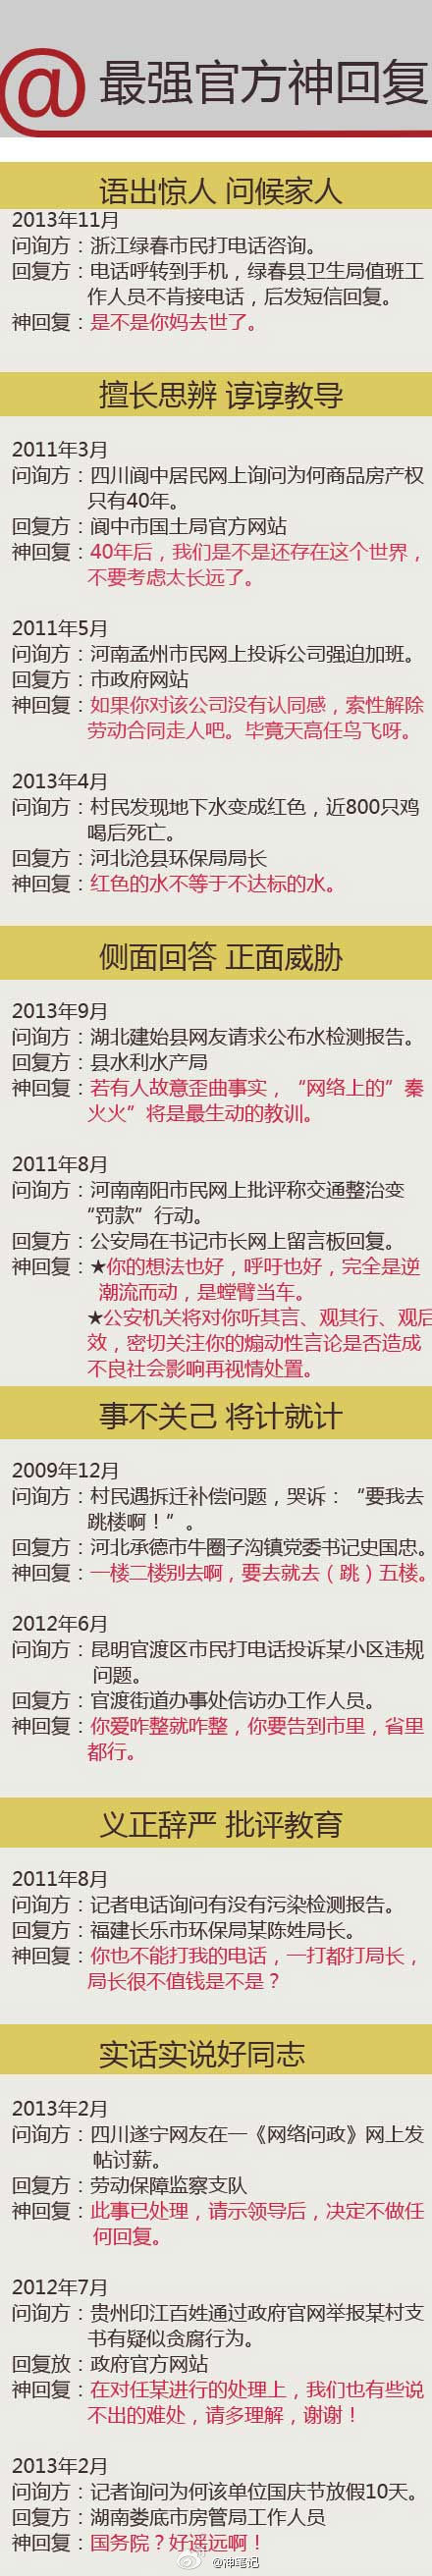 @ 最强官方神回复
语出惊人 问候家人
2013年11月
问询方：浙江绿春市民打电话咨询。
回复方：电话呼转到手机，绿春县卫生局值班工
作人员不肯接电话，后发短信回复。
神回复：是不是你妈去世了。
擅长思辨 谆谆教导
2011年3月
问询方：四川阆中居民网上询问为何商品房产权
只有40年。
回复方：阆中市国土局官方网站
神回复：40年后，我们是不是还存在这个世界，
不要考虑太长远了。
2011年5月
问询方：河南孟州市民网上投诉公司强迫加班。
回复方：市政府网站
神回复：如果你对该公司没有认同感，索性解除
劳动合同走人吧。毕竟天高任鸟飞呀。
2013年4月
问询方：村民发现地下水变成红色，近800只鸡
喝后死亡。
回复方：河北沧县环保局局长
神回复：红色的水不等于不达标的水。
侧面回答 正面威胁
2013年9月
问询方：湖北建始县网友请求公布水检测报告。
回复方：县水利水产局
神回复：若有人故意歪曲事实，“网络上的”秦
火火”将是最生动的教训。
2011年8月
问询方：河南南阳市民网上批评称交通整治变
“罚款”行动。
回复方：公安局在书记市长网上留言板回复。
神回复：★你的想法也好，呼吁也好，完全是逆
潮流而动，是螳臂当车。
★公安机关将对你听其言、观其行、观后
效，密切关注你的煽动性言论是否造成
不良社会影响再视情处置。
事不关己 将计就计
2009年12月
问询方：村民遇拆迁补偿问题，哭诉：“要我去
跳楼啊！”。
回复方：河北承德市牛圈子沟镇党委书记史国忠。
神回复：一楼二楼别去啊，要去就去（跳）五楼。
2012年6月
问询方：昆明官渡区市民打电话投诉某小区违规
问题。
回复方：官渡街道办事处信访办工作人员。
神回复：你爱咋整就咋整，你要告到市里，省里
都行。
义正辞严 批评教育
2011年8月
问询方：记者电话询问有没有污染检测报告。
回复方：福建长乐市环保局某陈姓局长。
神回复：你也不能打我的电话，一打都打局长，
局长很不值钱是不是？
实话实说好同志
2013年2月
问询方：四川遂宁网友在一《网络问政》网上发
帖讨薪。
回复方：劳动保障监察支队
神回复：此事已处理，请示领导后，决定不做任
何回复。
2012年7月
问询方：贵州印江百姓通过政府官网举报某村支
书有疑似贪腐行为。
回复放：政府官方网站
神回复：在对任某进行的处理上，我们也有些说
不出的难处，请多理解，谢谢！
2013年2月
问询方：记者询问为何该单位国庆节放假10天。
回复方：湖南娄底市房管局工作人员
神回复：国务院？好遥远啊！
@神笔记